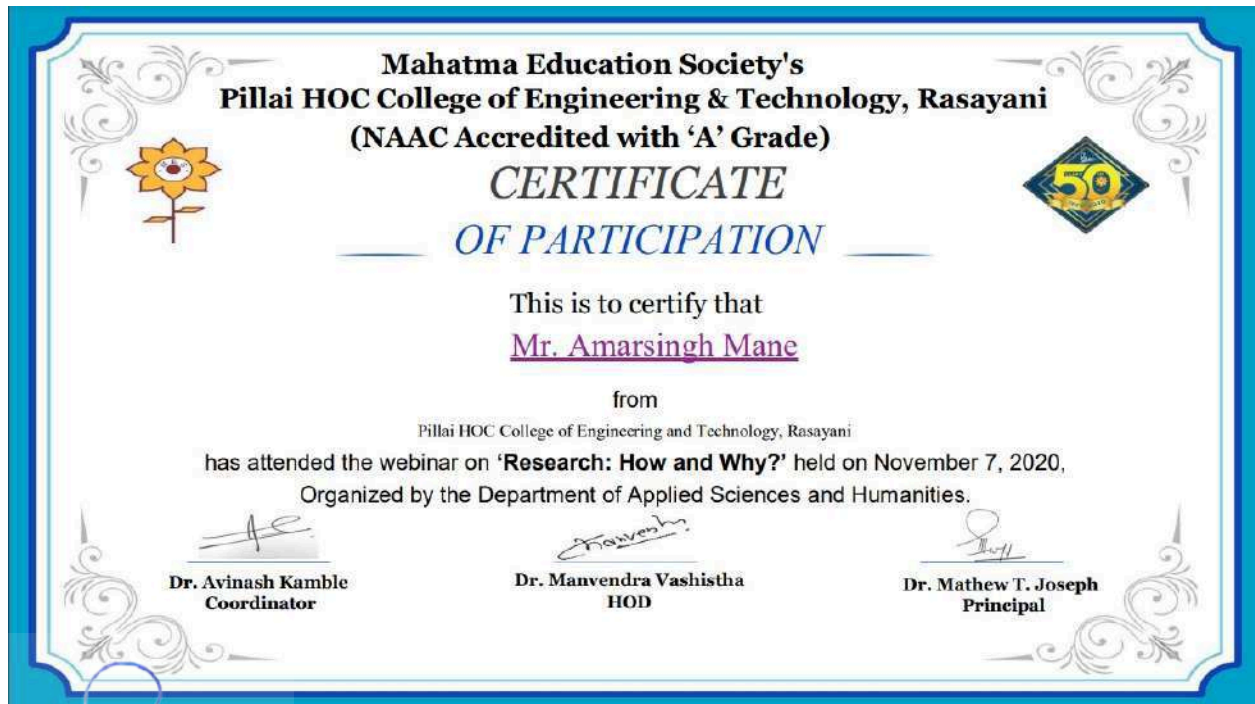 Mahatma Education Society's
Pillai HOC College of Engineering & Technology, Rasayani
(NAAC Accredited with ‘A’ Grade)
CERTIFICATE
50
OF PARTICIPATION
This is to certify that
Mr. Amarsingh Mane
from
Pillai HOC College of Engineering and Technology, Rasayani
has attended the webinar on ‘Research: How and Why?’ held on November 7, 2020,
Organized by the Department of Applied Sciences and Humanities.
Dr. Avinash Kamble
Coordinator
Dr. Manvendra Vashistha
HOD
Dr. Mathew T. Joseph
Principal